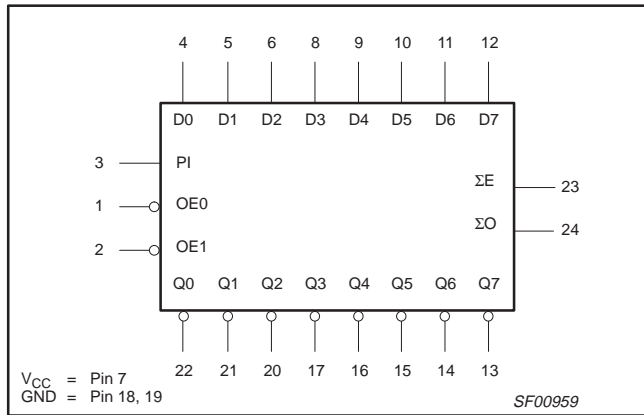 4 5 6 8 9 10 11 12
D0 D1 D2 D3 D4 D5 D6 D7
3 PI
ΣE 23
1 OE0
ΣO 24
2 OE1
Q0 Q1 Q2 Q3 Q4 Q5 Q6 Q7
22 21 20 17 16 15 14 13
VCC = Pin 7
GND = Pin 18, 19
SF00959